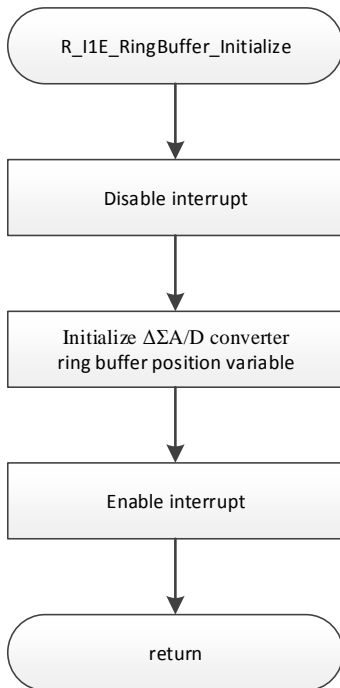 R_I1E_RingBuffer_Initialize
Disable interrupt
Initialize ΔΣA/D converter
ring buffer position variable
Enable interrupt
return